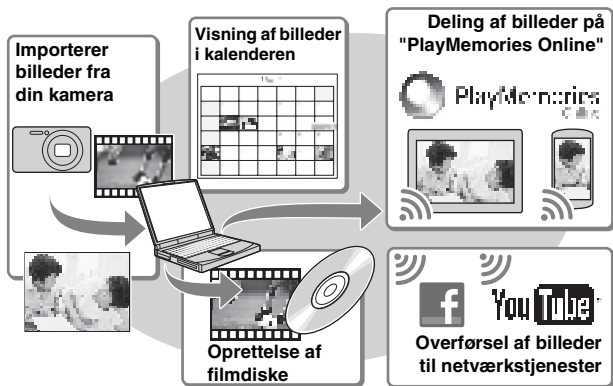 Importerer
billeder fra
din kamera
Visning af billeder
i kalenderen
Deling af billeder på
"PlayMemories Online"
PlayMemories
Online
Oprettelse af
filmdiske
f
You Tube
Overførsel af billeder
til netværkstjenester